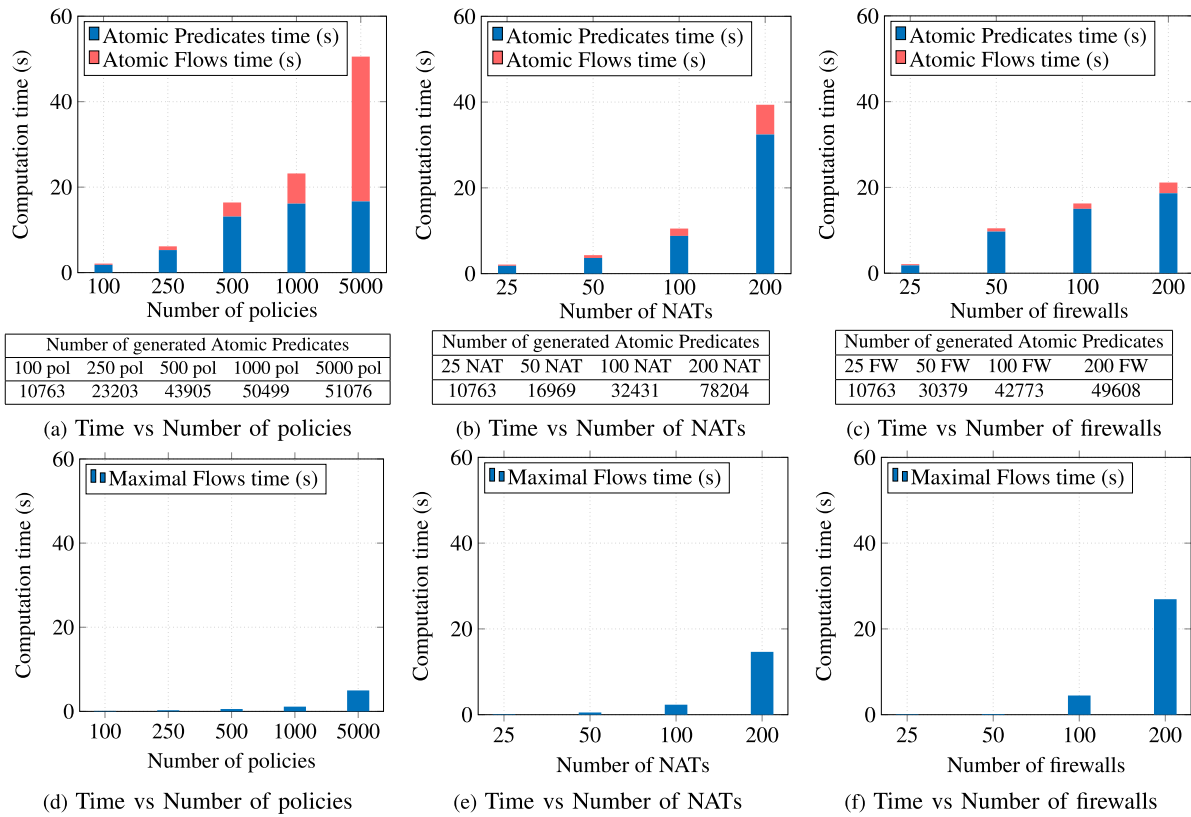 60
40
20
0
Computation time (s)
Atomic Predicates time (s)
Atomic Flows time (s)
100 250 500 1000 5000
Number of policies
Number of generated Atomic Predicates
100 pol 250 pol 500 pol 1000 pol 5000 pol
10763 23203 43905 50499 51076
(a) Time vs Number of policies
60
40
20
0
Computation time (s)
Atomic Predicates time (s)
Atomic Flows time (s)
25 50 100 200
Number of NATs
Number of generated Atomic Predicates
25 NAT 50 NAT 100 NAT 200 NAT
10763 16969 32431 78204
(b) Time vs Number of NATs
60
40
20
0
Computation time (s)
Atomic Predicates time (s)
Atomic Flows time (s)
25 50 100 200
Number of firewalls
Number of generated Atomic Predicates
25 FW 50 FW 100 FW 200 FW
10763 30379 42773 49608
(c) Time vs Number of firewalls
60
40
20
0
Computation time (s)
Maximal Flows time (s)
100 250 500 1000 5000
Number of policies
(d) Time vs Number of policies
60
40
20
0
Computation time (s)
Maximal Flows time (s)
25 50 100 200
Number of NATs
(e) Time vs Number of NATs
60
40
20
0
Computation time (s)
Maximal Flows time (s)
25 50 100 200
Number of firewalls
(f) Time vs Number of firewalls